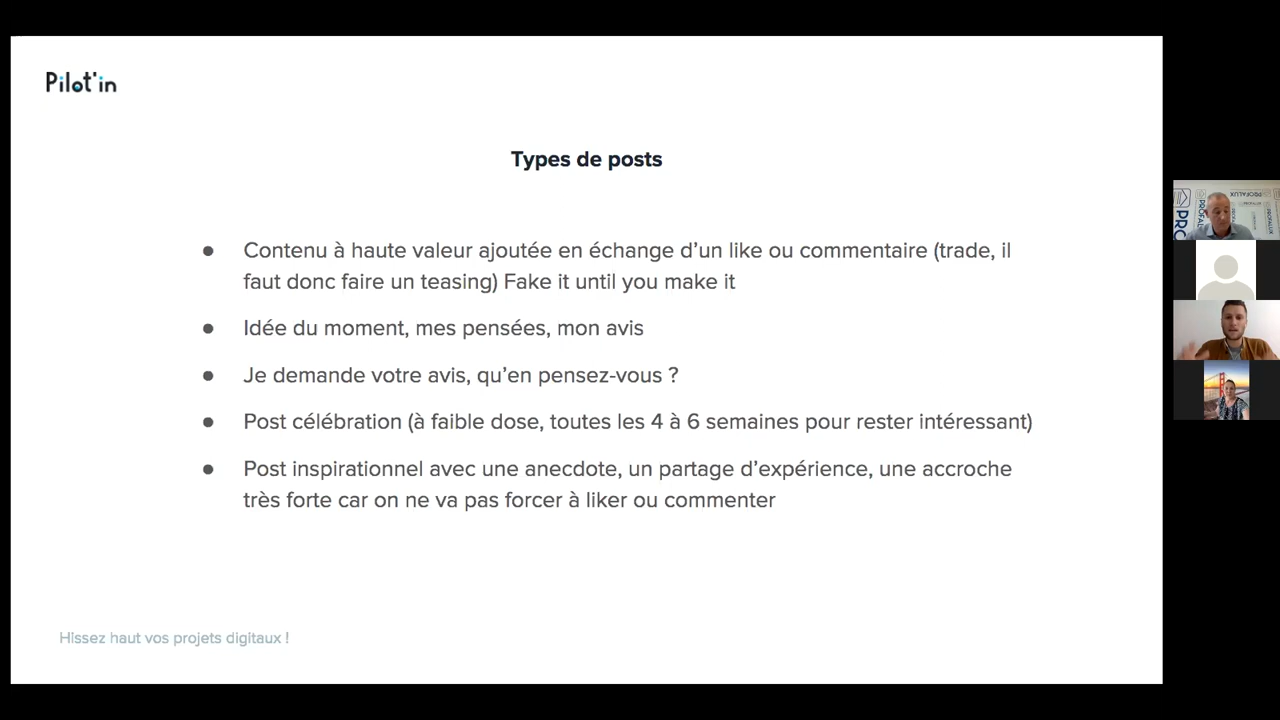 Pilot'in
Types de posts
● Contenu à haute valeur ajoutée en échange d’un like ou commentaire (trade, il
faut donc faire un teasing) Fake it until you make it
● Idée du moment, mes pensées, mon avis
● Je demande votre avis, qu’en pensez-vous ?
● Post célébration (à faible dose, toutes les 4 à 6 semaines pour rester intéressant)
● Post inspirationnel avec une anecdote, un partage d’expérience, une accroche
très forte car on ne va pas forcer à liker ou commenter
Hissez haut vos projets digitaux !
PROFALUX